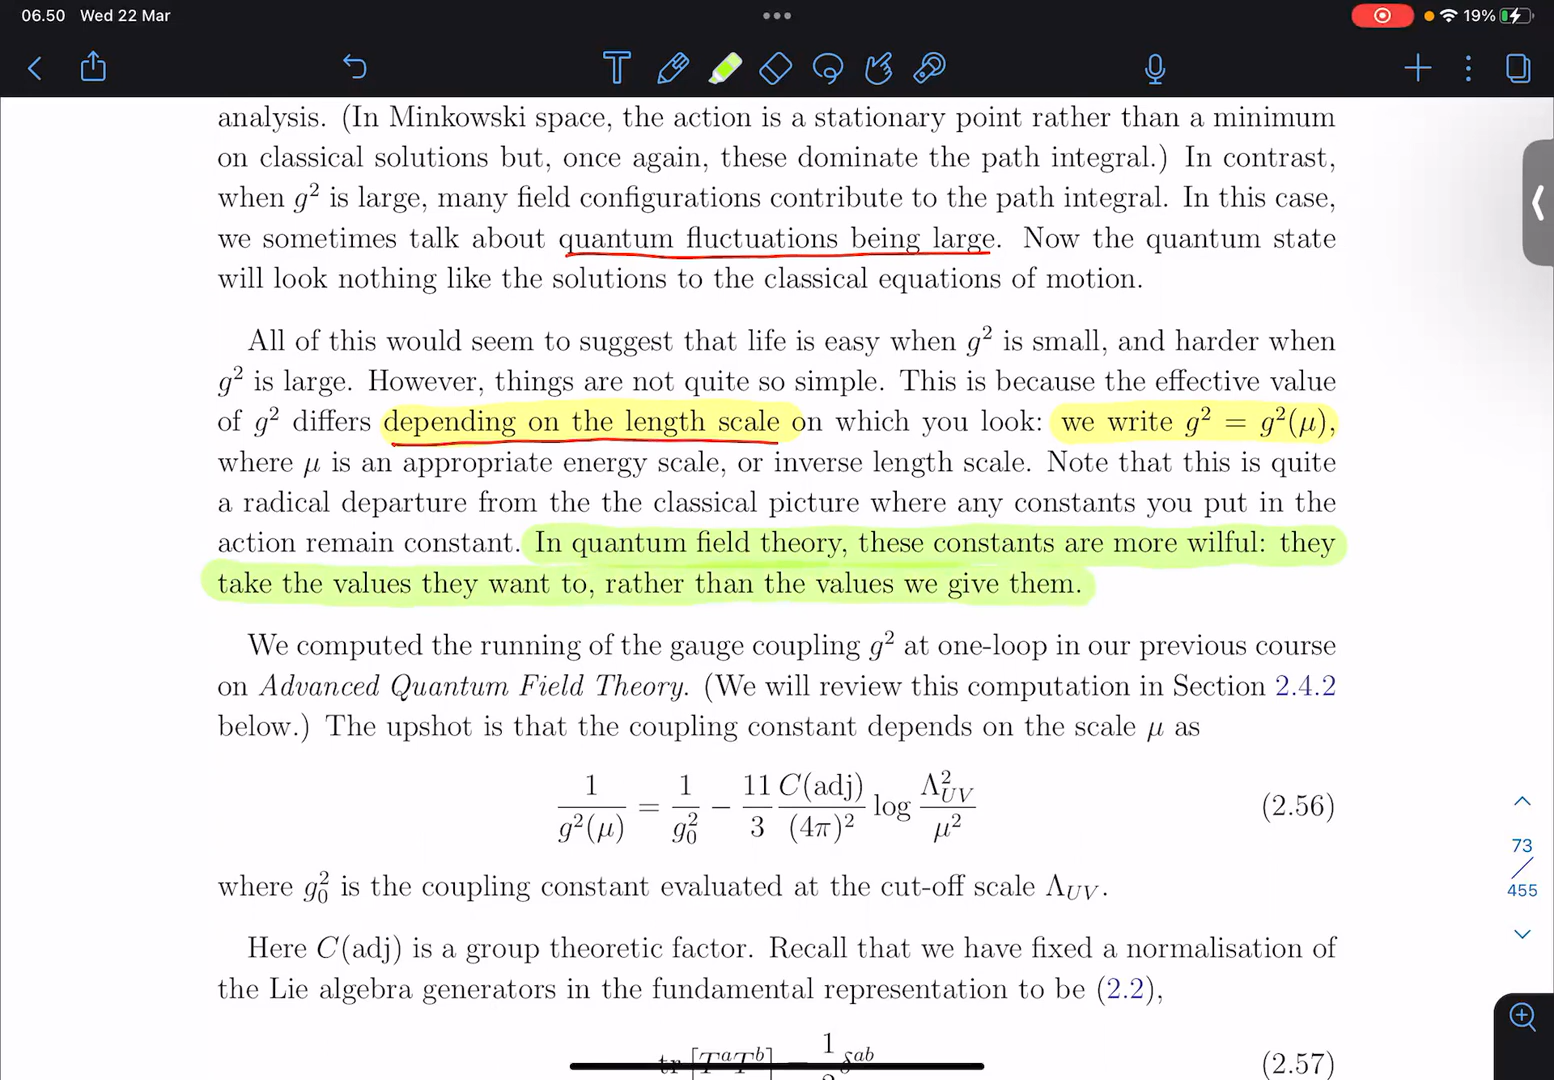 06.50 Wed 22 Mar
19%
analysis. (In Minkowski space, the action is a stationary point rather than a minimum
on classical solutions but, once again, these dominate the path integral.) In contrast,
when g² is large, many field configurations contribute to the path integral. In this case,
we sometimes talk about quantum fluctuations being large. Now the quantum state
will look nothing like the solutions to the classical equations of motion.
All of this would seem to suggest that life is easy when g² is small, and harder when
g² is large. However, things are not quite so simple. This is because the effective value
of g² differs depending on the length scale on which you look: we write g² = g²(μ),
where μ is an appropriate energy scale, or inverse length scale. Note that this is quite
a radical departure from the the classical picture where any constants you put in the
action remain constant. In quantum field theory, these constants are more wilful: they
take the values they want to, rather than the values we give them.
We computed the running of the gauge coupling g² at one-loop in our previous course
on Advanced Quantum Field Theory. (We will review this computation in Section 2.4.2
below.) The upshot is that the coupling constant depends on the scale μ as
1/g²(μ) = 1/g₀² − 11/3 C(adj)/(4π)² log Λ²_UV/μ² (2.56)
where g₀² is the coupling constant evaluated at the cut-off scale Λ_UV.
Here C(adj) is a group theoretic factor. Recall that we have fixed a normalisation of
the Lie algebra generators in the fundamental representation to be (2.2),
tr [TᵃTᵇ] = 1/2 δᵃᵇ (2.57)
73
455